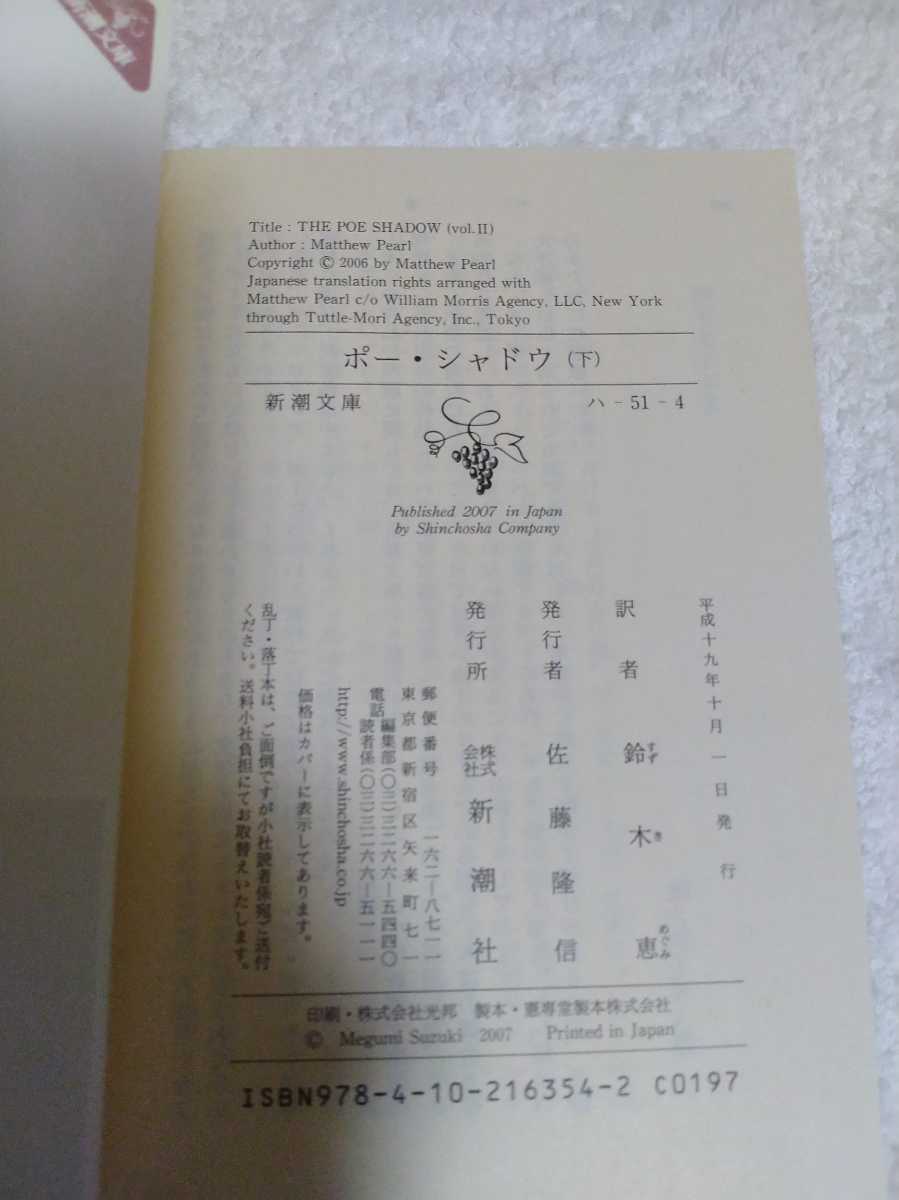 新潮文庫
Title : THE POE SHADOW (vol.II)
Author : Matthew Pearl
Copyright © 2006 by Matthew Pearl
Japanese translation rights arranged with
Matthew Pearl c/o William Morris Agency, LLC, New York
through Tuttle-Mori Agency, Inc., Tokyo
ポー・シャドウ(下)
新潮文庫 ハ - 51 - 4
Published 2007 in Japan
by Shinchosha Company
平成十九年十月一日発行
訳者 鈴木恵
すずきめぐみ
発行者 佐藤隆信
発行所 株式会社新潮社
郵便番号 一六二―八七一一
東京都新宿区矢来町七一
電話 編集部(〇三)三二六六―五四四〇
読者係(〇三)三二六六―五一一一
http://www.shinchosha.co.jp
価格はカバーに表示してあります。
乱丁・落丁本は、ご面倒ですが小社読者係宛ご送付
ください。送料小社負担にてお取替えいたします。
印刷・株式会社光邦 製本・憲専堂製本株式会社
© Megumi Suzuki 2007 Printed in Japan
ISBN978-4-10-216354-2 C0197